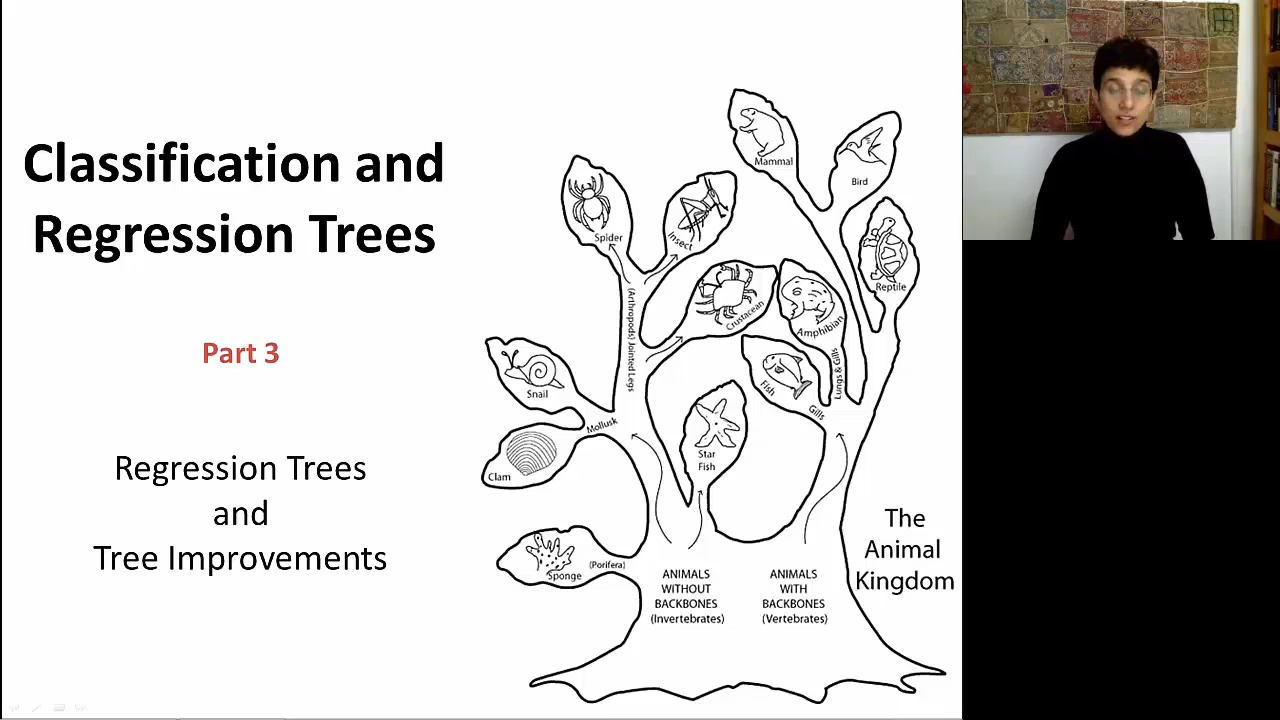 Classification and
Regression Trees
Part 3
Regression Trees
and
Tree Improvements
Mammal
Bird
Spider
Insect
Reptile
(Arthropods) Jointed Legs
Crustacean
Amphibian
Lungs & Gills
Fish
Gills
Snail
Mollusk
Clam
Star
Fish
Sponge
(Porifera)
ANIMALS
WITHOUT
BACKBONES
(Invertebrates)
ANIMALS
WITH
BACKBONES
(Vertebrates)
The
Animal
Kingdom